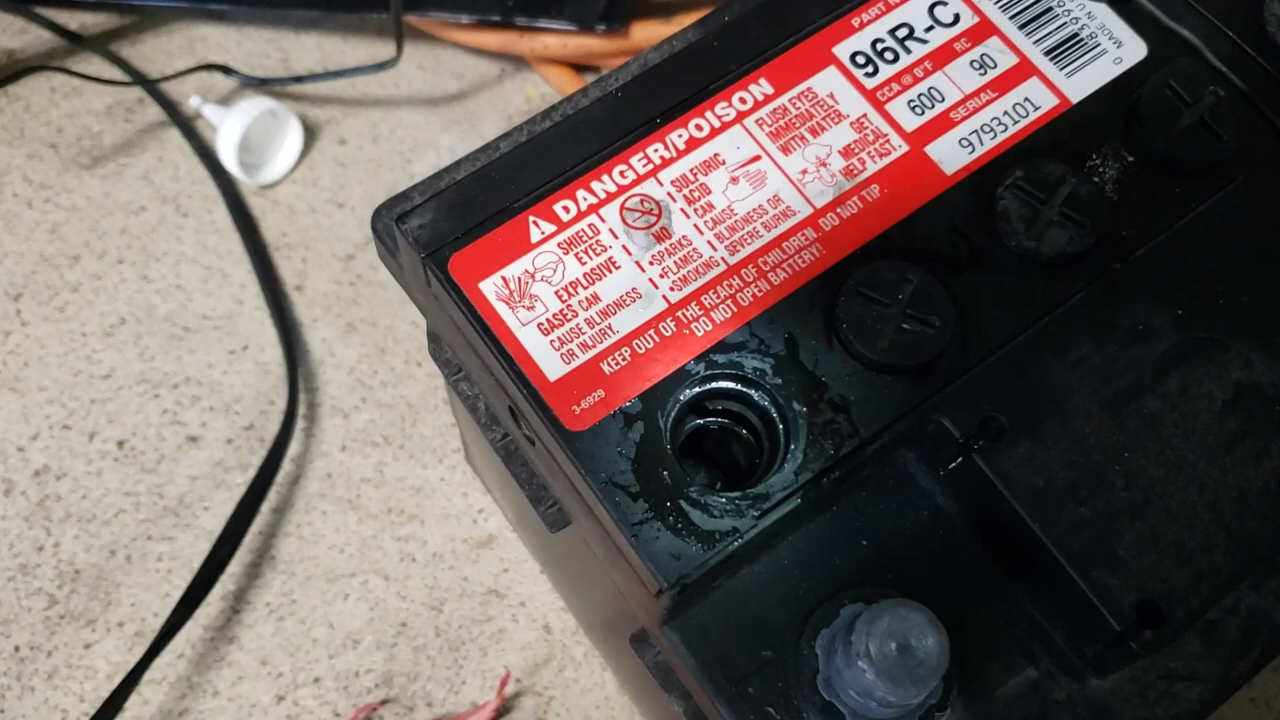 PART N
96R-C
CCA @ 0°F
RC
600
90
SERIAL
9793101
MADE IN U
0
DANGER/POISON
SHIELD
EYES.
EXPLOSIVE
GASES CAN
CAUSE BLINDNESS
OR INJURY.
NO
•SPARKS
•FLAMES
•SMOKING
SULFURIC
ACID
CAN
CAUSE
BLINDNESS OR
SEVERE BURNS.
FLUSH EYES
IMMEDIATELY
WITH WATER.
GET
MEDICAL
HELP FAST.
KEEP OUT OF THE REACH OF CHILDREN. DO NOT TIP.
DO NOT OPEN BATTERY!
3-6929